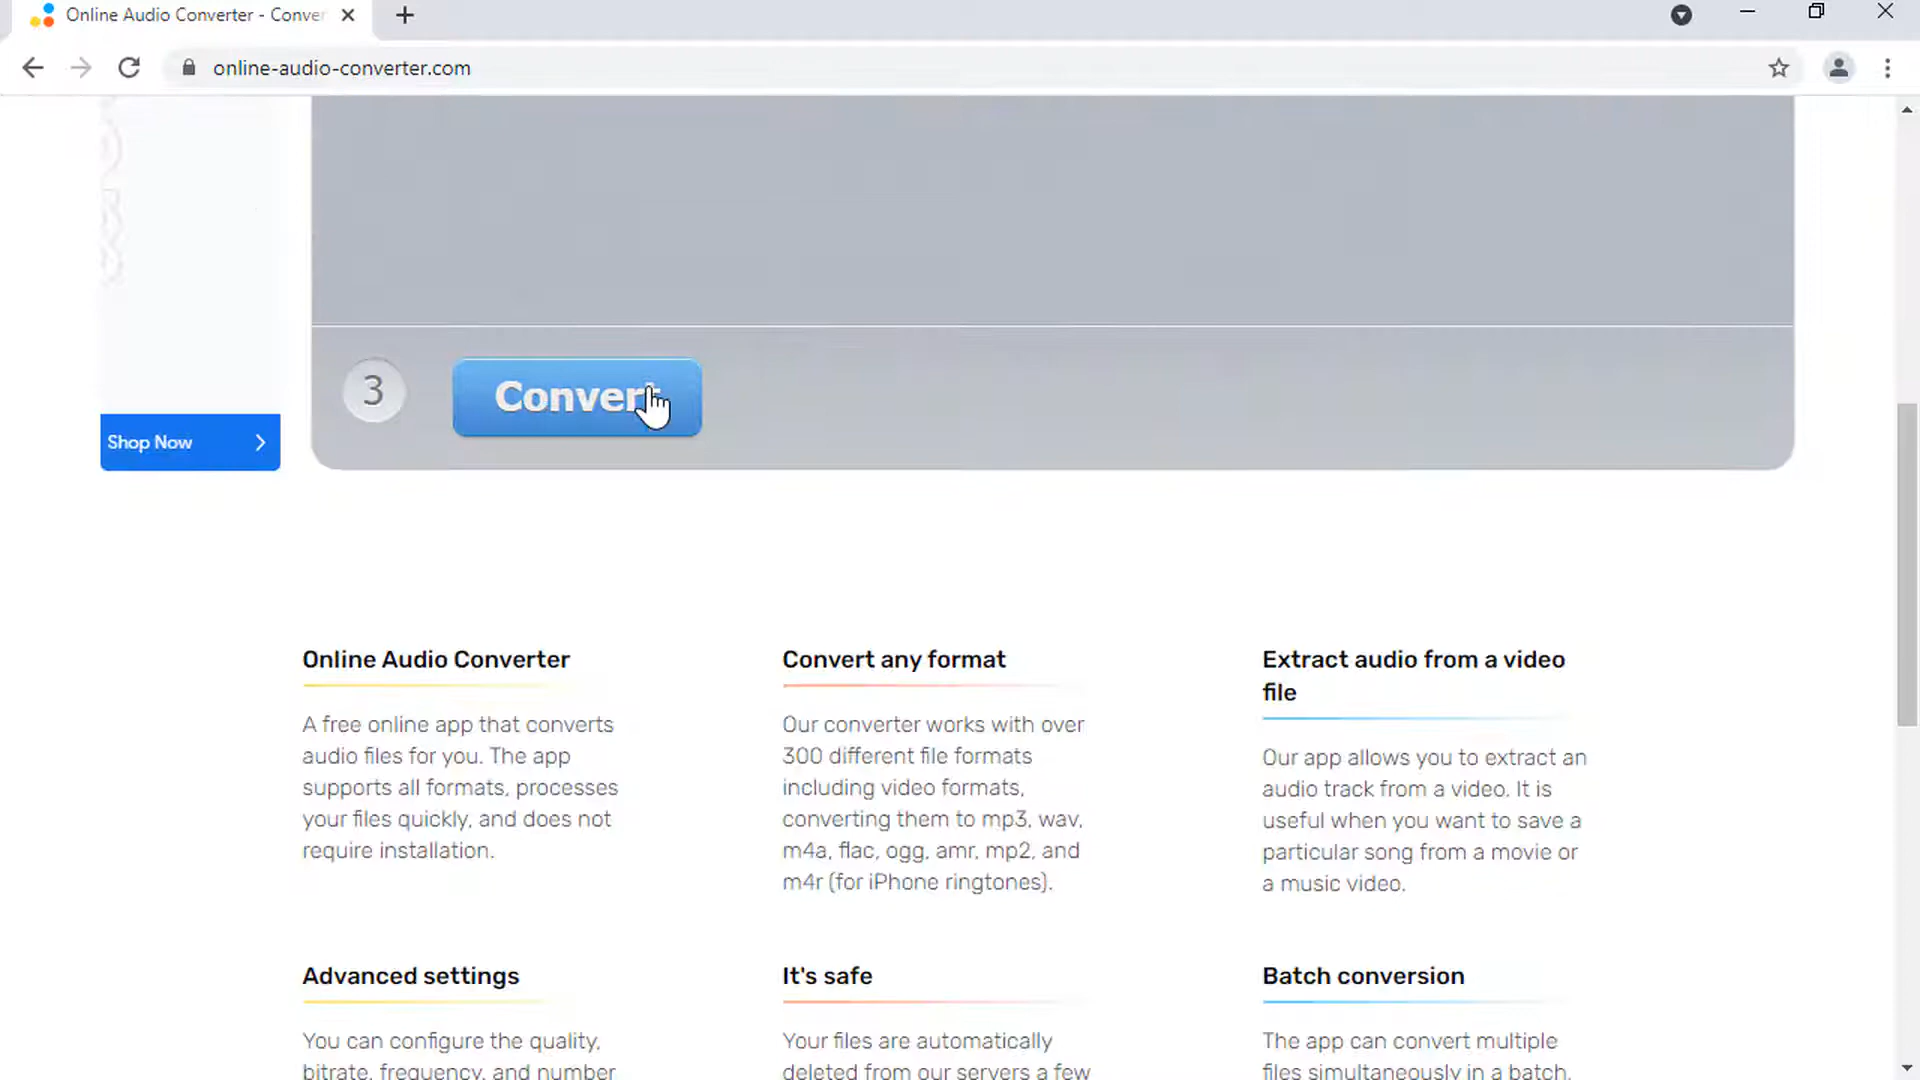 Online Audio Converter - Conver
online-audio-converter.com
3
Convert
Shop Now
Online Audio Converter
A free online app that converts
audio files for you. The app
supports all formats, processes
your files quickly, and does not
require installation.
Convert any format
Our converter works with over
300 different file formats
including video formats,
converting them to mp3, wav,
m4a, flac, ogg, amr, mp2, and
m4r (for iPhone ringtones).
Extract audio from a video
file
Our app allows you to extract an
audio track from a video. It is
useful when you want to save a
particular song from a movie or
a music video.
Advanced settings
You can configure the quality,
bitrate, frequency, and number
It's safe
Your files are automatically
deleted from our servers a few
Batch conversion
The app can convert multiple
files simultaneously in a batch.